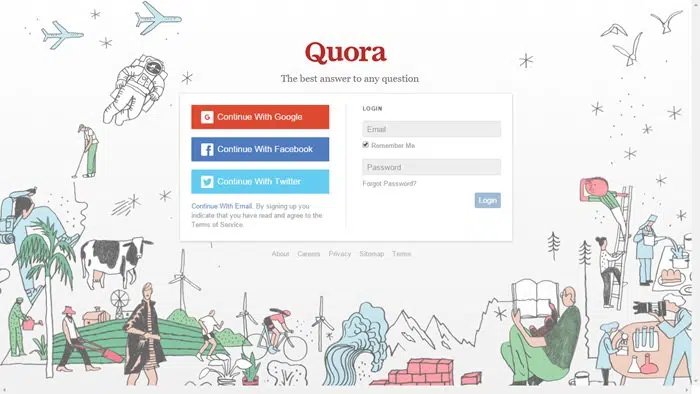 Quora
The best answer to any question
Continue With Google
Continue With Facebook
Continue With Twitter
Continue With Email. By signing up you
indicate that you have read and agree to the
Terms of Service.
LOGIN
Email
Remember Me
Password
Forgot Password?
Login
About Careers Privacy Sitemap Terms